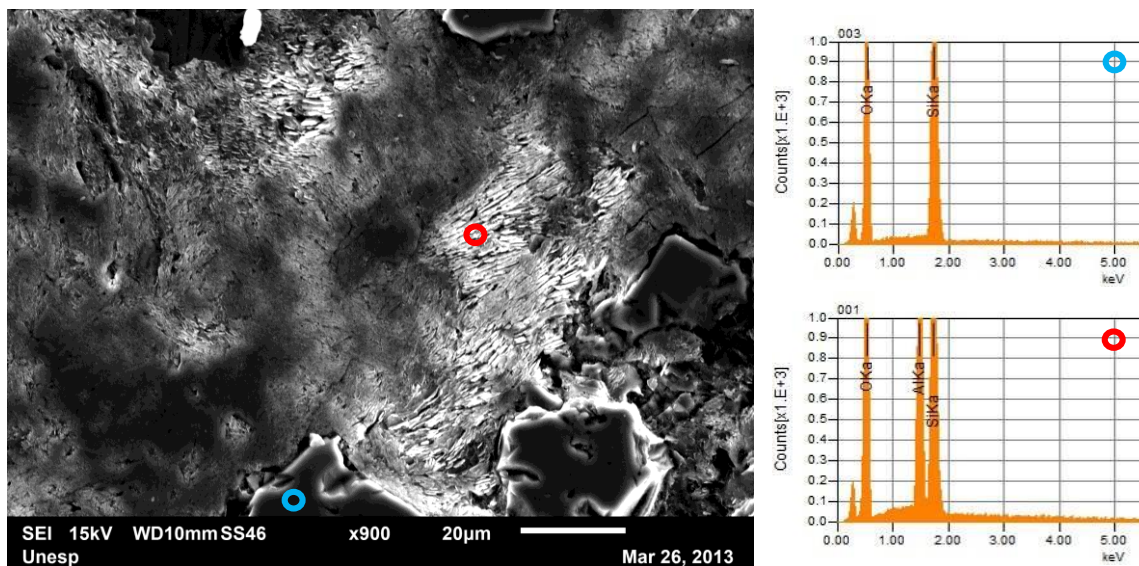 SEI 15kV WD10mm SS46 x900 20µm
Unesp Mar 26, 2013
003
1.0
0.9
0.8
0.7
0.6
0.5
0.4
0.3
0.2
0.1
0.0
Counts[x1.E+3]
OKa
SiKa
0.00 1.00 2.00 3.00 4.00 5.00
keV
001
1.0
0.9
0.8
0.7
0.6
0.5
0.4
0.3
0.2
0.1
0.0
Counts[x1.E+3]
OKa
AlKa
SiKa
0.00 1.00 2.00 3.00 4.00 5.00
keV